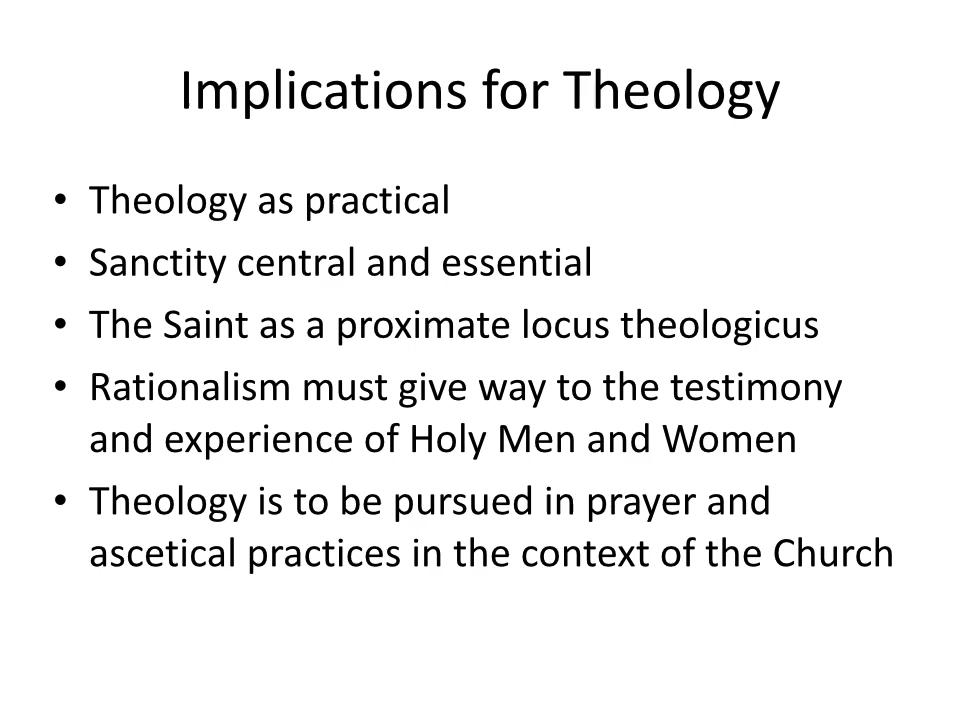 Implications for Theology
• Theology as practical
• Sanctity central and essential
• The Saint as a proximate locus theologicus
• Rationalism must give way to the testimony
and experience of Holy Men and Women
• Theology is to be pursued in prayer and
ascetical practices in the context of the Church